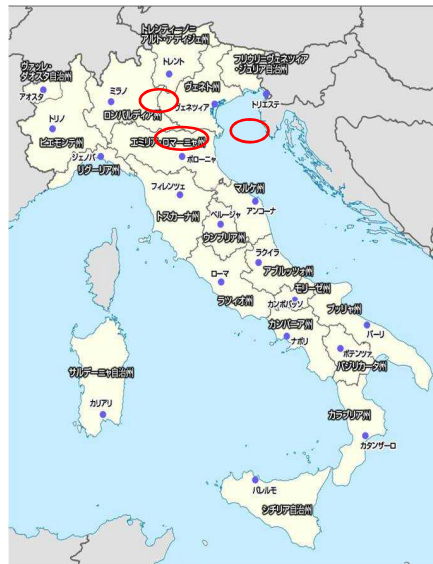 トレンティーノ=
アルト・アディジェ州
ヴァッレ・
ダオスタ自治州
アオスタ
トレント
フリウリ・ヴェネツィア
ジュリア自治州
ヴェネト州
ミラノ
ロンバルディア州
ヴェネツィア
トリエステ
トリノ
ピエモンテ州
エミリア・ロマーニャ州
ジェノバ
ボローニャ
リグーリア州
フィレンツェ
マルケ州
アンコーナ
トスカーナ州
ペルージャ
ウンブリア州
ラクイラ
アブルッツォ州
ローマ
モリーゼ州
ラツィオ州
カンポバッソ
プッリャ州
カンパニア州
バーリ
ナポリ
ポテンツァ
バジリカータ州
サルデーニャ自治州
カリアリ
カラブリア州
カタンザーロ
パレルモ
シチリア自治州